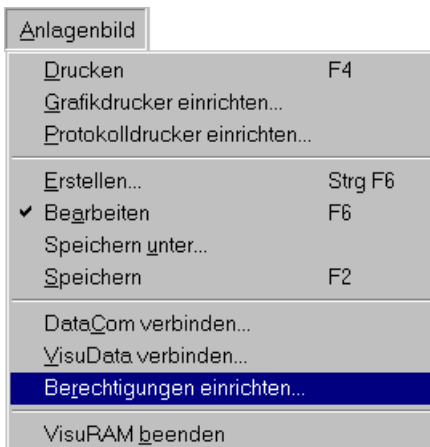 Anlagenbild
Drucken F4
Grafikdrucker einrichten...
Protokolldrucker einrichten...
Erstellen... Strg F6
Bearbeiten F6
Speichern unter...
Speichern F2
DataCom verbinden...
VisuData verbinden...
Berechtigungen einrichten...
VisuRAM beenden